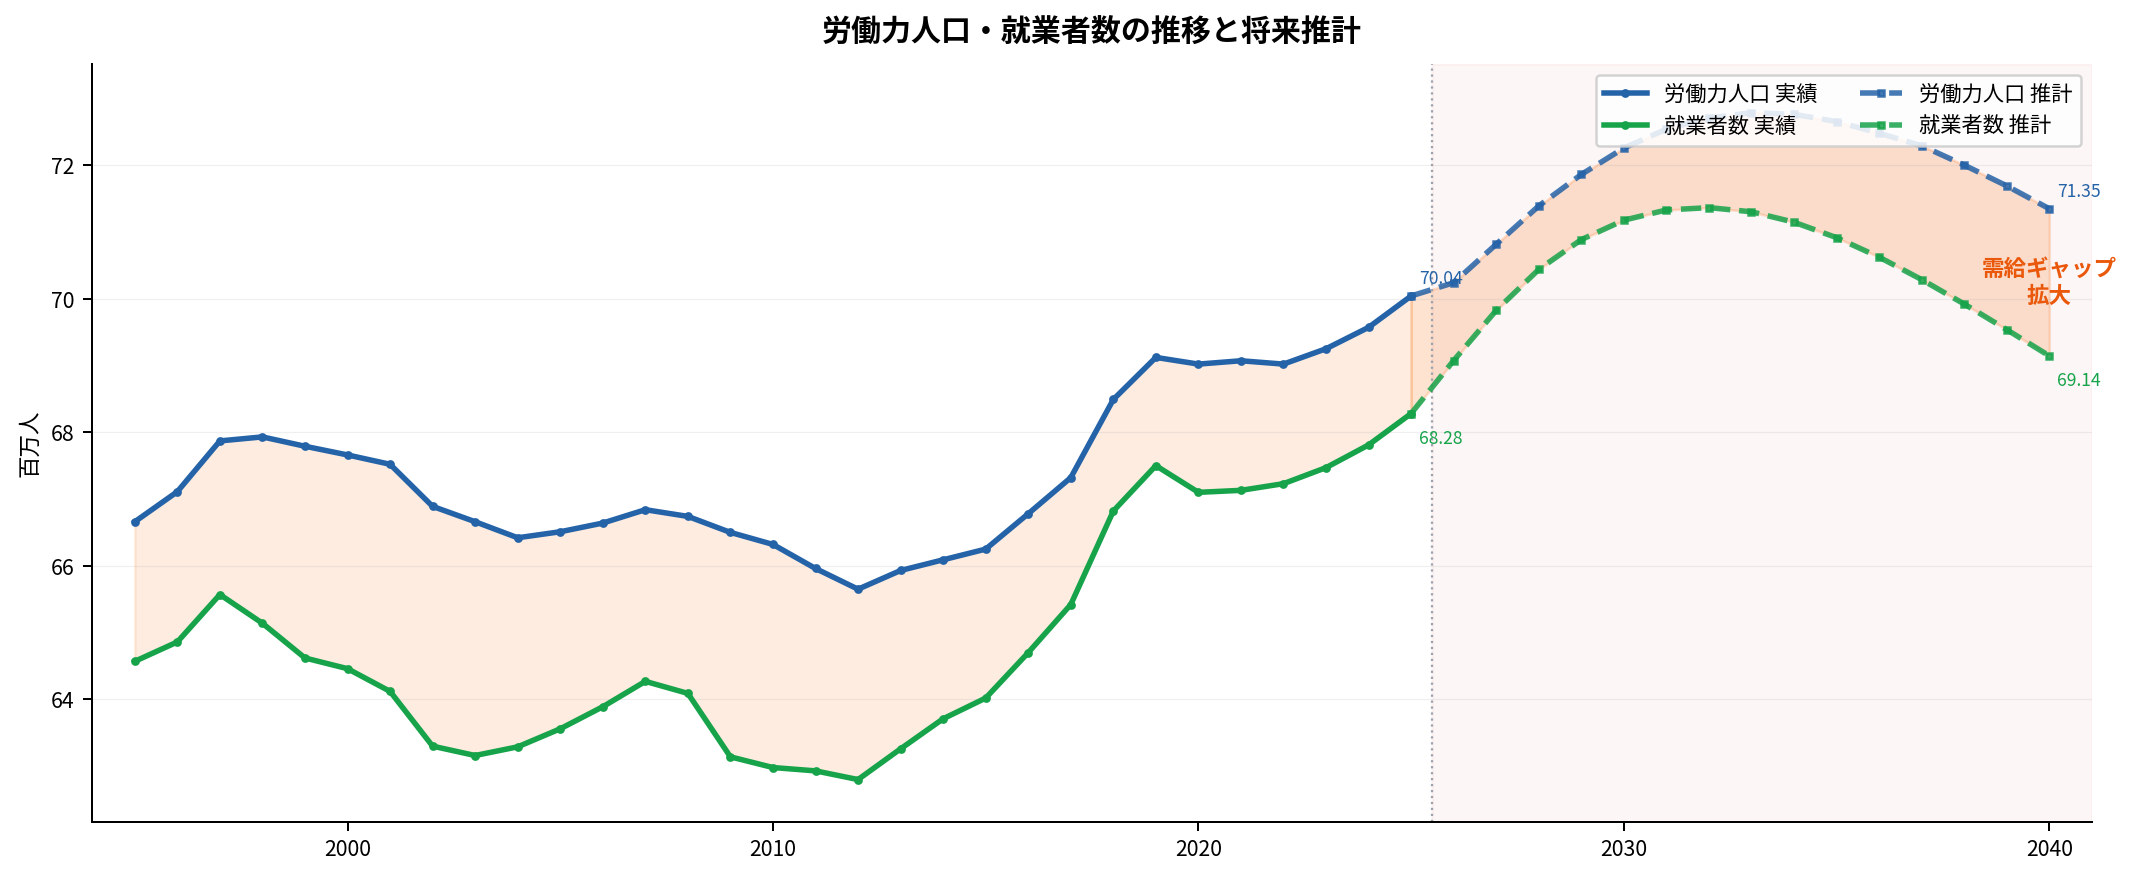 労働力人口・就業者数の推移と将来推計
労働力人口 実績
就業者数 実績
労働力人口 推計
就業者数 推計
百万人
72
70
68
66
64
70.04
68.28
71.35
需給ギャップ
拡大
69.14
2000
2010
2020
2030
2040